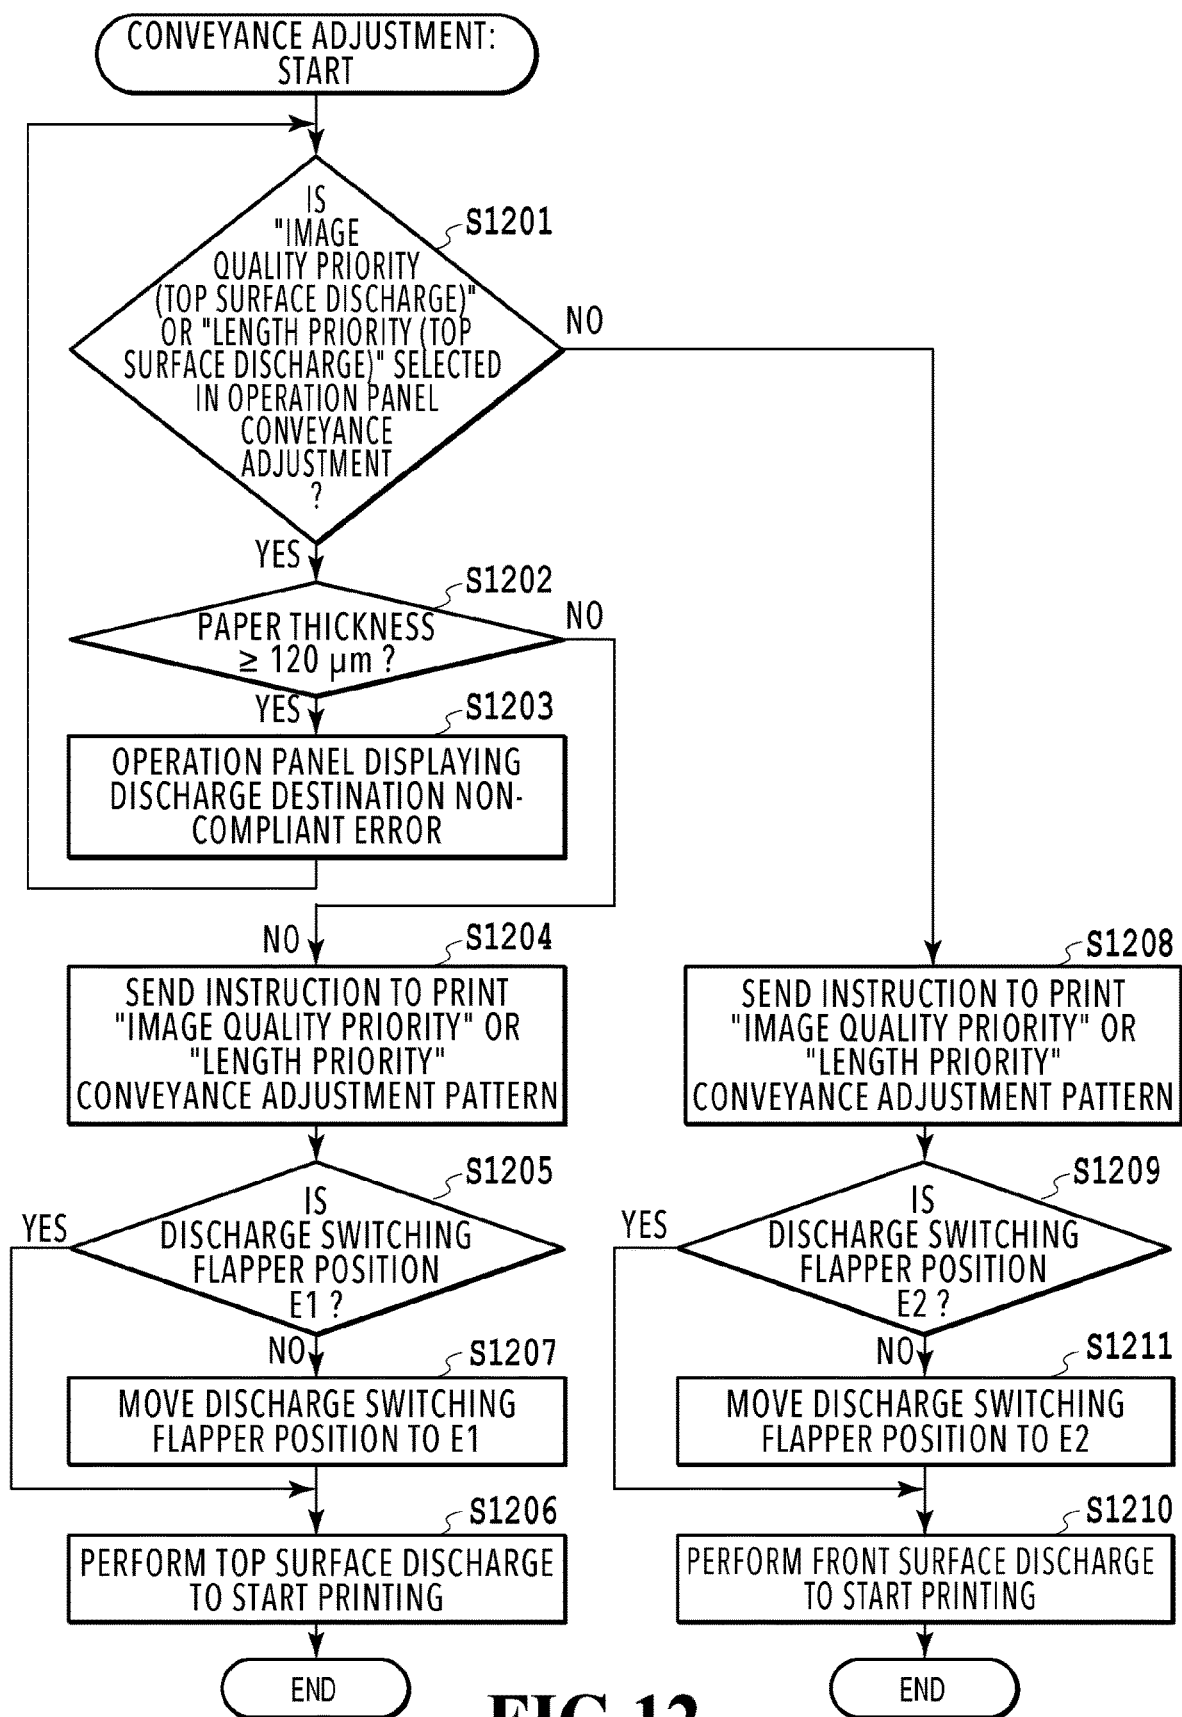 CONVEYANCE ADJUSTMENT:
START
IS
"IMAGE
QUALITY PRIORITY
(TOP SURFACE DISCHARGE)"
OR "LENGTH PRIORITY (TOP
SURFACE DISCHARGE)" SELECTED
IN OPERATION PANEL
CONVEYANCE
ADJUSTMENT
?
S1201
NO
YES
S1202
PAPER THICKNESS
≥ 120 µm ?
NO
YES
S1203
OPERATION PANEL DISPLAYING
DISCHARGE DESTINATION NON-
COMPLIANT ERROR
NO
S1204
SEND INSTRUCTION TO PRINT
"IMAGE QUALITY PRIORITY" OR
"LENGTH PRIORITY"
CONVEYANCE ADJUSTMENT PATTERN
S1205
IS
DISCHARGE SWITCHING
FLAPPER POSITION
E1 ?
YES
NO
S1207
MOVE DISCHARGE SWITCHING
FLAPPER POSITION TO E1
S1206
PERFORM TOP SURFACE DISCHARGE
TO START PRINTING
END
S1208
SEND INSTRUCTION TO PRINT
"IMAGE QUALITY PRIORITY" OR
"LENGTH PRIORITY"
CONVEYANCE ADJUSTMENT PATTERN
S1209
IS
DISCHARGE SWITCHING
FLAPPER POSITION
E2 ?
YES
NO
S1211
MOVE DISCHARGE SWITCHING
FLAPPER POSITION TO E2
S1210
PERFORM FRONT SURFACE DISCHARGE
TO START PRINTING
END
FIG.12